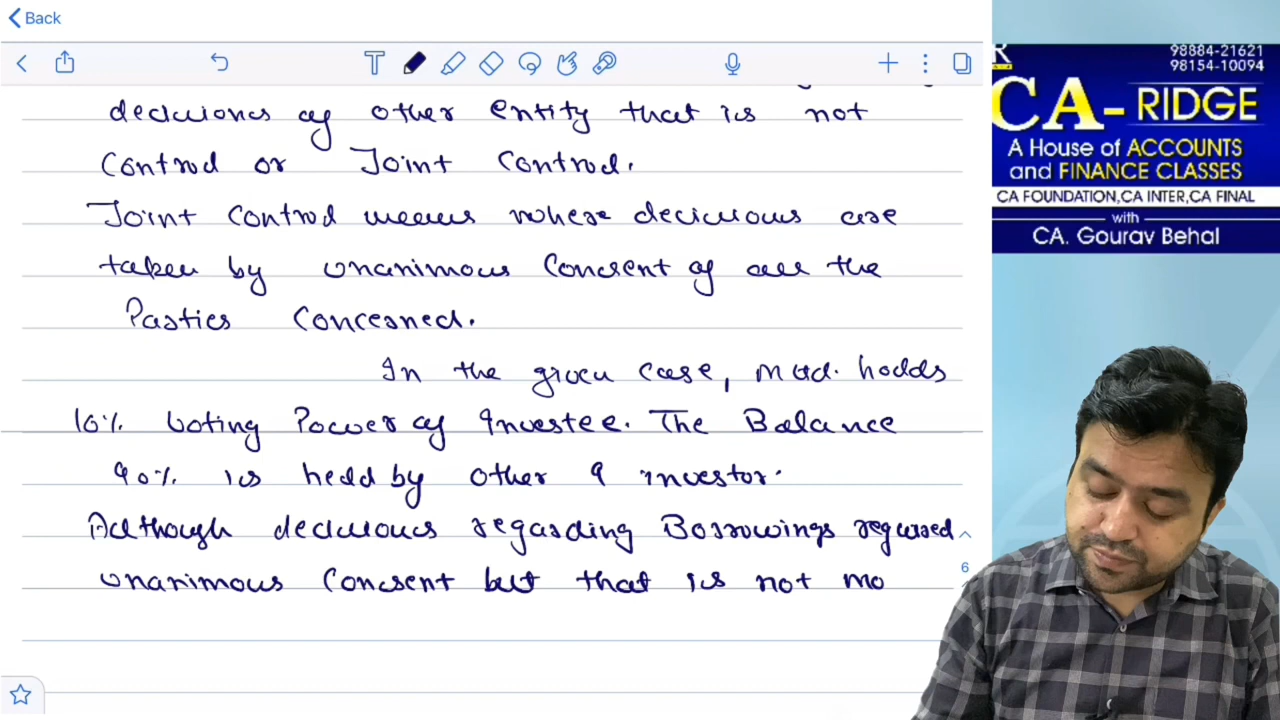 Back
decisions of other entity that is not
Control or Joint Control.
Joint Control means where decisions are
taken by unanimous Consent of all the
Parties Concerned.
In the given case, M Ltd. holds
10% Voting Power of Investee. The Balance
90% is held by other 9 investor.
Although decisions regarding Borrowings required
unanimous Consent but that is not mo
6
R
98884-21621
98154-10094
CA- RIDGE
A House of ACCOUNTS
and FINANCE CLASSES
CA FOUNDATION,CA INTER,CA FINAL
with
CA. Gourav Behal